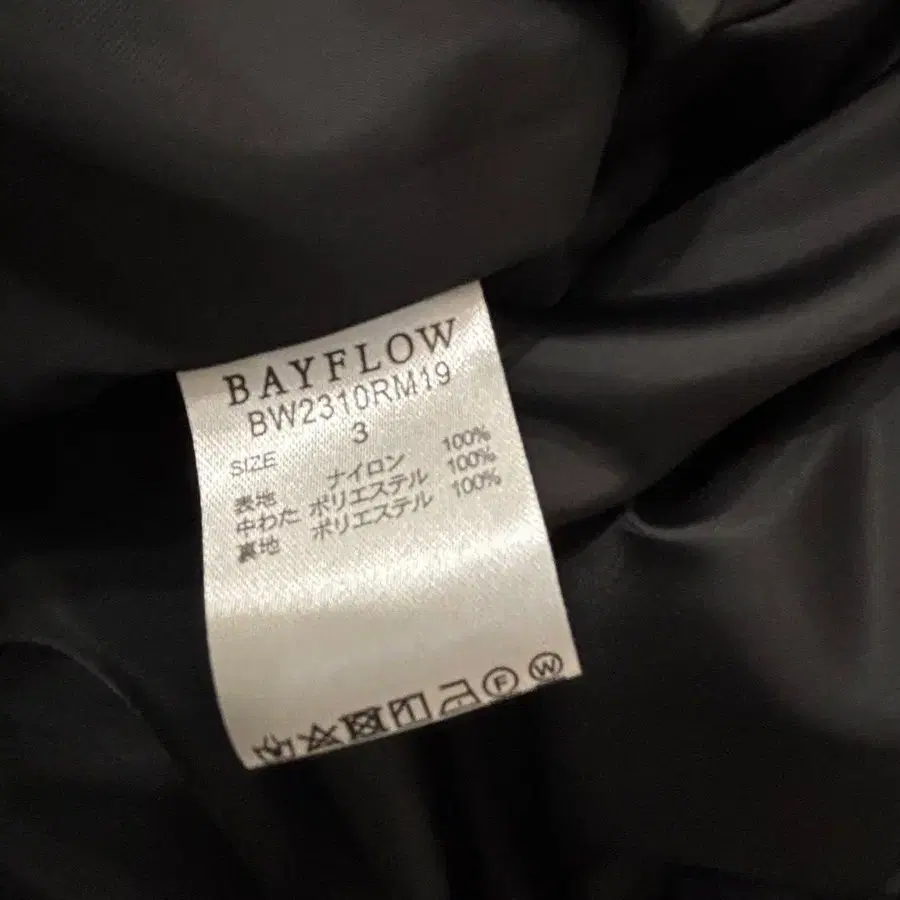 BAYFLOW
BW2310RM19
SIZE 3
表地 ナイロン 100%
中わた ポリエステル 100%
裏地 ポリエステル 100%
F W